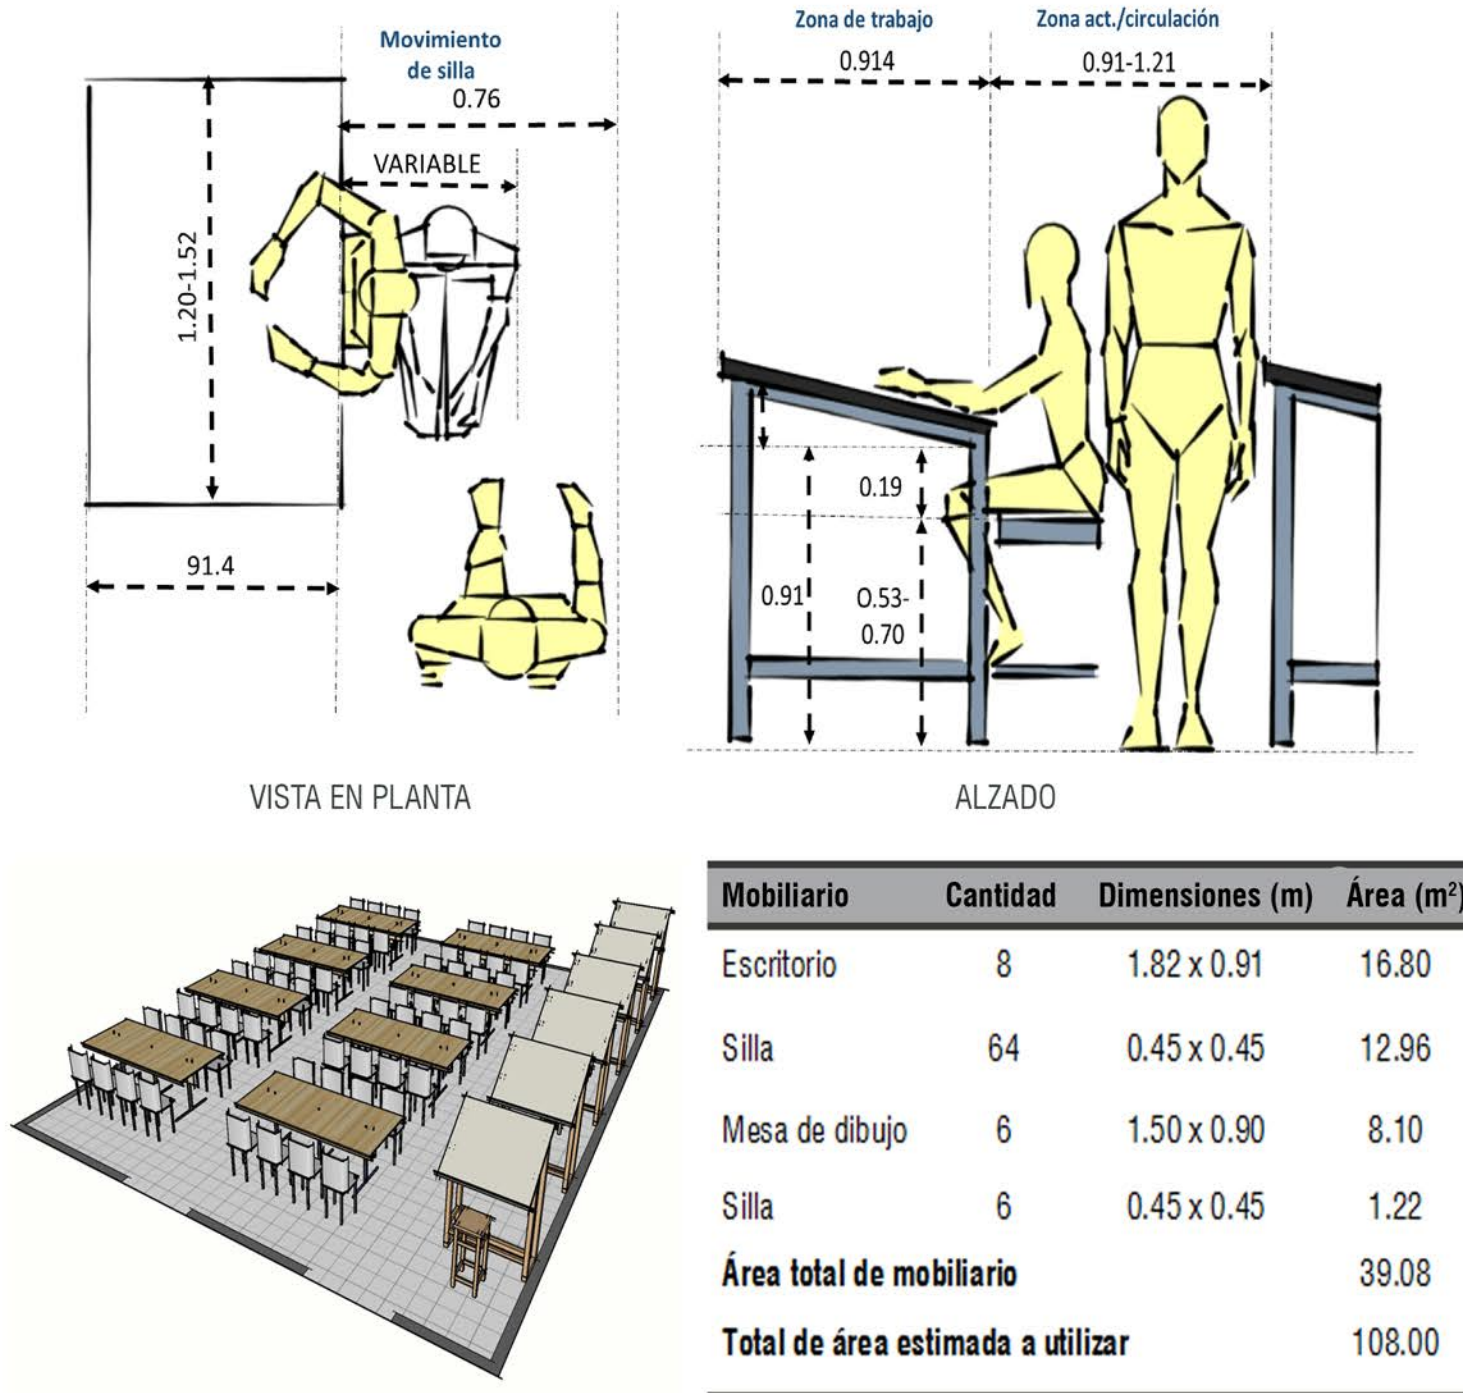 Movimiento
de silla
0.76
VARIABLE
1.20-1.52
91.4
VISTA EN PLANTA
Zona de trabajo
0.914
Zona act./circulación
0.91-1.21
0.19
0.91
O.53-
0.70
ALZADO
Mobiliario Cantidad Dimensiones (m) Área (m²)
Escritorio 8 1.82 x 0.91 16.80
Silla 64 0.45 x 0.45 12.96
Mesa de dibujo 6 1.50 x 0.90 8.10
Silla 6 0.45 x 0.45 1.22
Área total de mobiliario 39.08
Total de área estimada a utilizar 108.00